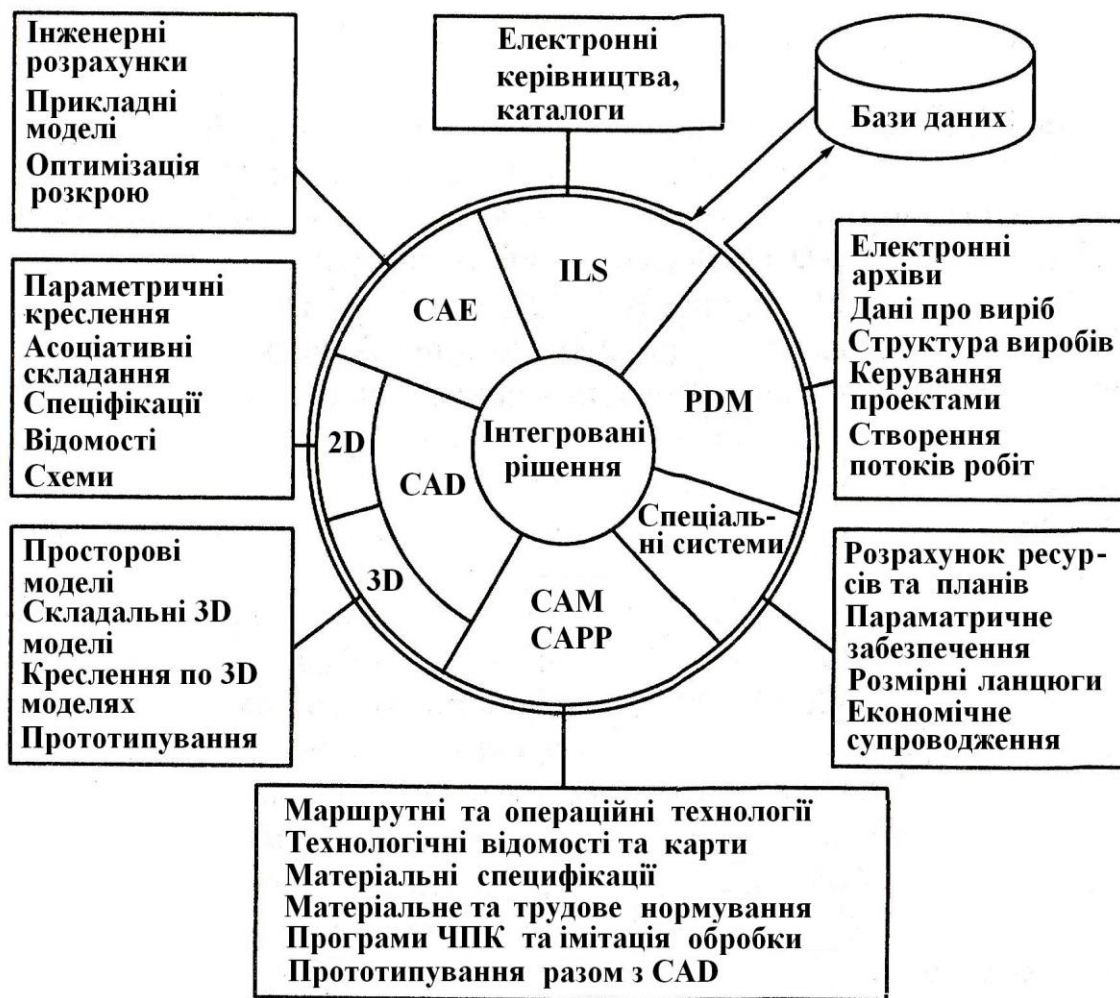 Інженерні
розрахунки
Прикладні
моделі
Оптимізація
розкрою
Електронні
керівництва,
каталоги
Бази даних
Параметричні
креслення
Асоціативні
складання
Спеціфікації
Відомості
Схеми
Просторові
моделі
Складальні 3D
моделі
Креслення по 3D
моделях
Прототипування
ILS
CAE
PDM
2D
CAD
3D
Інтегровані
рішення
Спеціаль-
ні системи
CAM
CAPP
Електронні
архіви
Дані про виріб
Структура виробів
Керування
проектами
Створення
потоків робіт
Розрахунок ресур-
сів та планів
Параматричне
забезпечення
Розмірні ланцюги
Економічне
супроводження
Маршрутні та операційні технології
Технологічні відомості та карти
Матеріальні специфікації
Матеріальне та трудове нормування
Програми ЧПК та імітація обробки
Прототипування разом з CAD